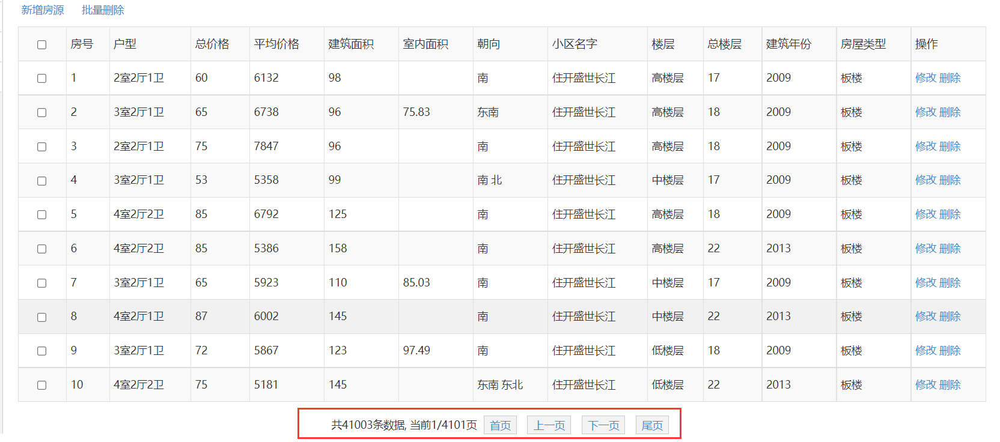 新增房源 批量删除
房号 户型 总价格 平均价格 建筑面积 室内面积 朝向 小区名字 楼层 总楼层 建筑年份 房屋类型 操作
1 2室2厅1卫 60 6132 98 南 住开盛世长江 高楼层 17 2009 板楼 修改 删除
2 3室2厅1卫 65 6738 96 75.83 东南 住开盛世长江 高楼层 18 2009 板楼 修改 删除
3 2室2厅1卫 75 7847 96 南 住开盛世长江 高楼层 18 2009 板楼 修改 删除
4 3室2厅1卫 53 5358 99 南 北 住开盛世长江 中楼层 17 2009 板楼 修改 删除
5 4室2厅2卫 85 6792 125 南 住开盛世长江 高楼层 18 2009 板楼 修改 删除
6 4室2厅2卫 85 5386 158 南 住开盛世长江 高楼层 22 2013 板楼 修改 删除
7 3室2厅1卫 65 5923 110 85.03 南 住开盛世长江 中楼层 17 2009 板楼 修改 删除
8 4室2厅1卫 87 6002 145 南 住开盛世长江 中楼层 22 2013 板楼 修改 删除
9 3室2厅1卫 72 5867 123 97.49 南 住开盛世长江 低楼层 18 2009 板楼 修改 删除
10 4室2厅2卫 75 5181 145 东南 东北 住开盛世长江 低楼层 22 2013 板楼 修改 删除
共41003条数据, 当前1/4101页 首页 上一页 下一页 尾页